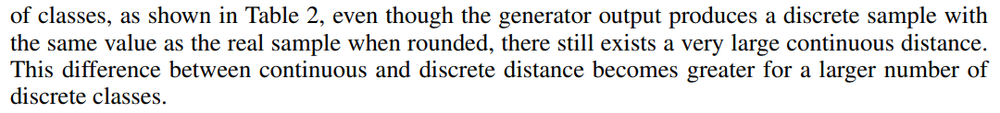 of classes, as shown in Table 2, even though the generator output produces a discrete sample with
the same value as the real sample when rounded, there still exists a very large continuous distance.
This difference between continuous and discrete distance becomes greater for a larger number of
discrete classes.